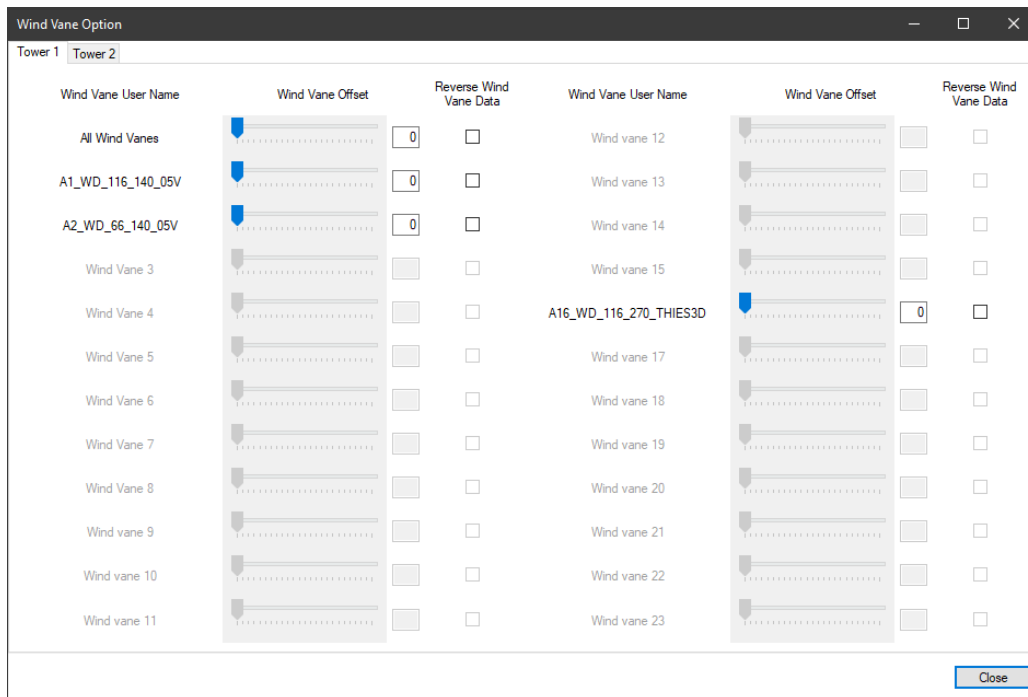 Wind Vane Option
Tower 1 Tower 2
Wind Vane User Name Wind Vane Offset Reverse Wind Vane Data Wind Vane User Name Wind Vane Offset Reverse Wind Vane Data
All Wind Vanes 0 Wind vane 12
A1_WD_116_140_05V 0 Wind vane 13
A2_WD_66_140_05V 0 Wind vane 14
Wind Vane 3 Wind vane 15
Wind Vane 4 A16_WD_116_270_THIES3D 0
Wind Vane 5 Wind vane 17
Wind Vane 6 Wind vane 18
Wind Vane 7 Wind vane 19
Wind Vane 8 Wind vane 20
Wind vane 9 Wind vane 21
Wind vane 10 Wind vane 22
Wind vane 11 Wind vane 23
Close